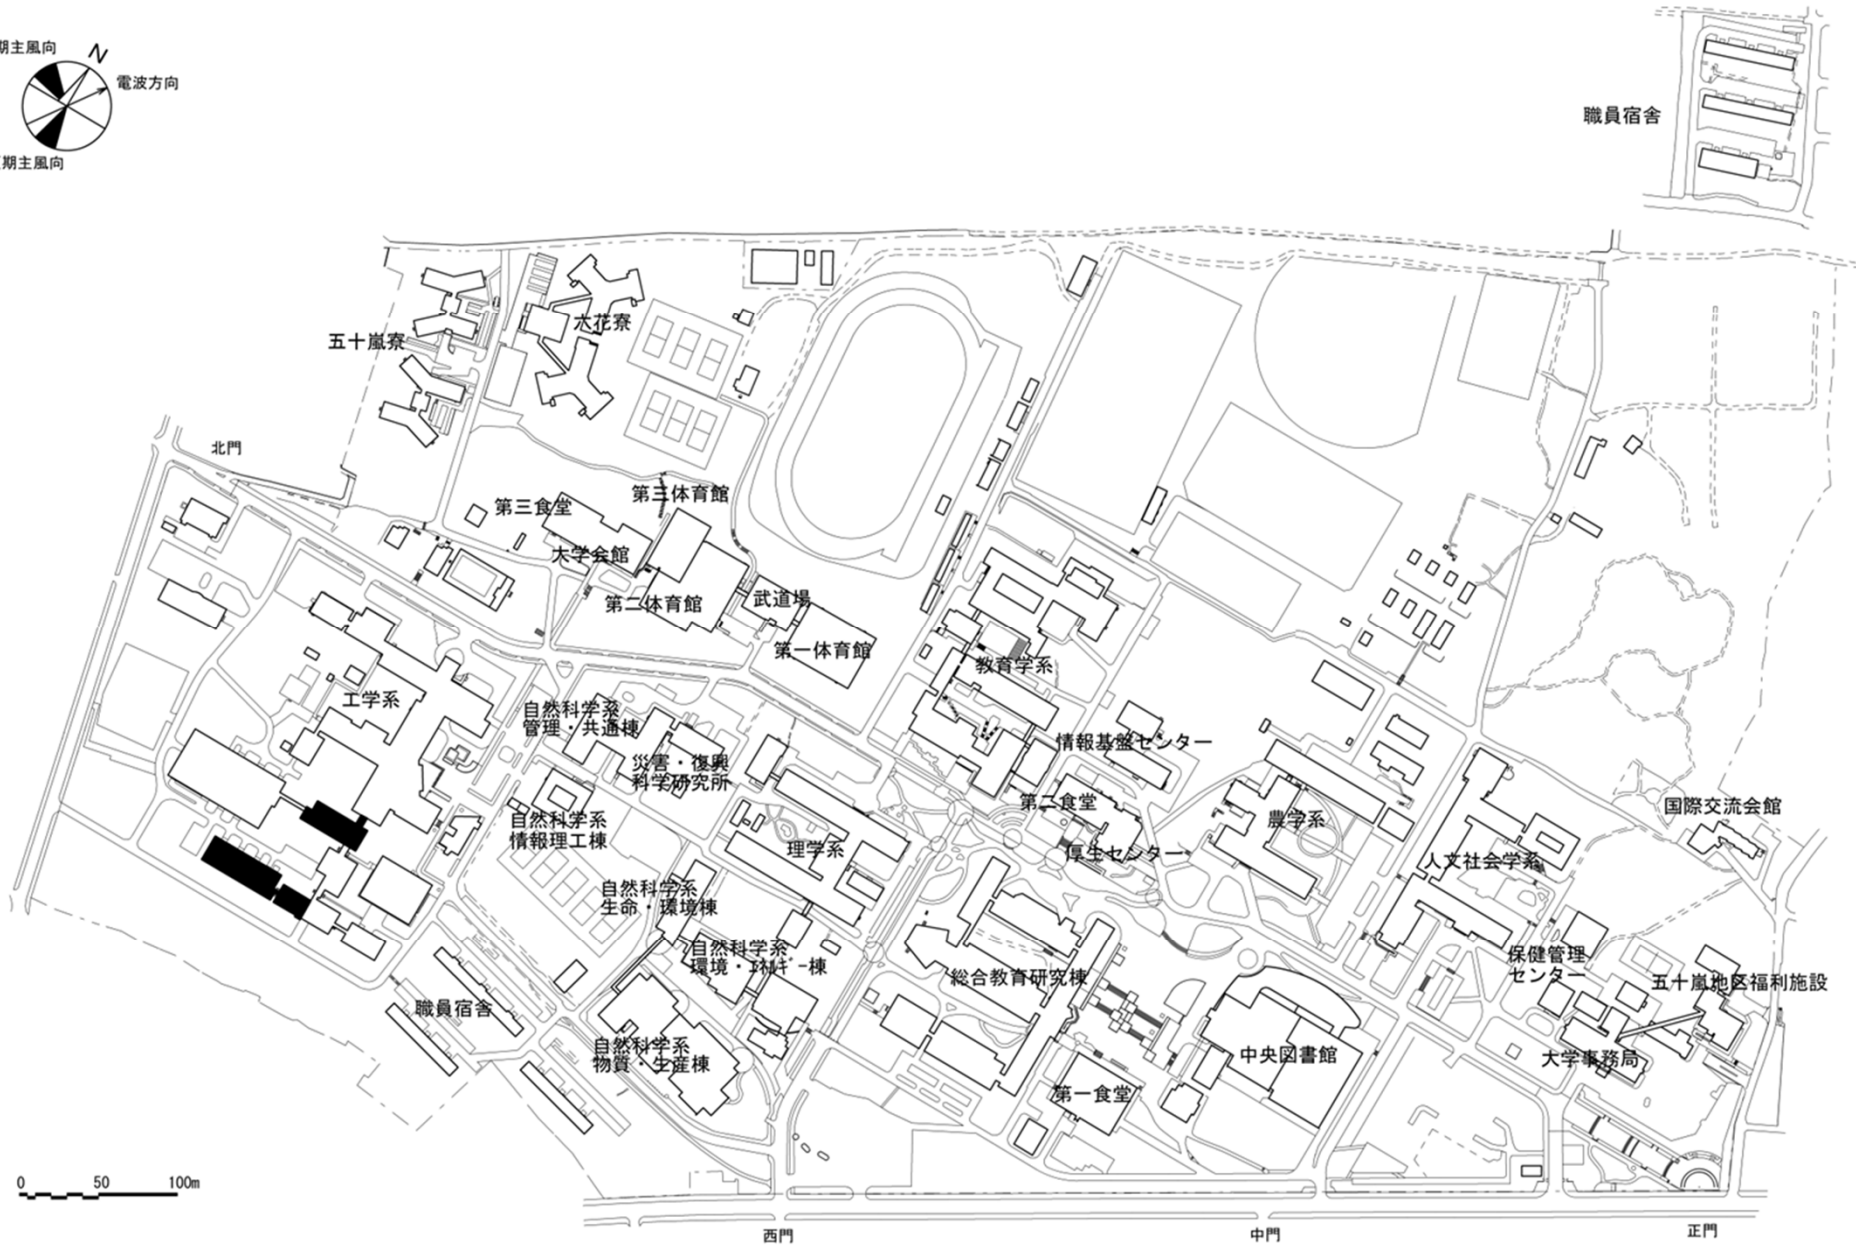 期主風向
N
電波方向
期主風向
職員宿舎
五十嵐寮
六花寮
北門
第三食堂
第三体育館
大学会館
第二体育館
武道場
第一体育館
工学系
自然科学系
管理・共通棟
災害・復興
科学研究所
教育学系
情報基盤センター
第二食堂
厚生センター
農学系
国際交流会館
人文社会学系
自然科学系
情報理工棟
理学系
自然科学系
生命・環境棟
自然科学系
環境・ｴﾈﾙｷﾞｰ棟
総合教育研究棟
保健管理
センター
五十嵐地区福利施設
職員宿舎
自然科学系
物質・生産棟
第一食堂
中央図書館
大学事務局
0 50 100m
西門
中門
正門